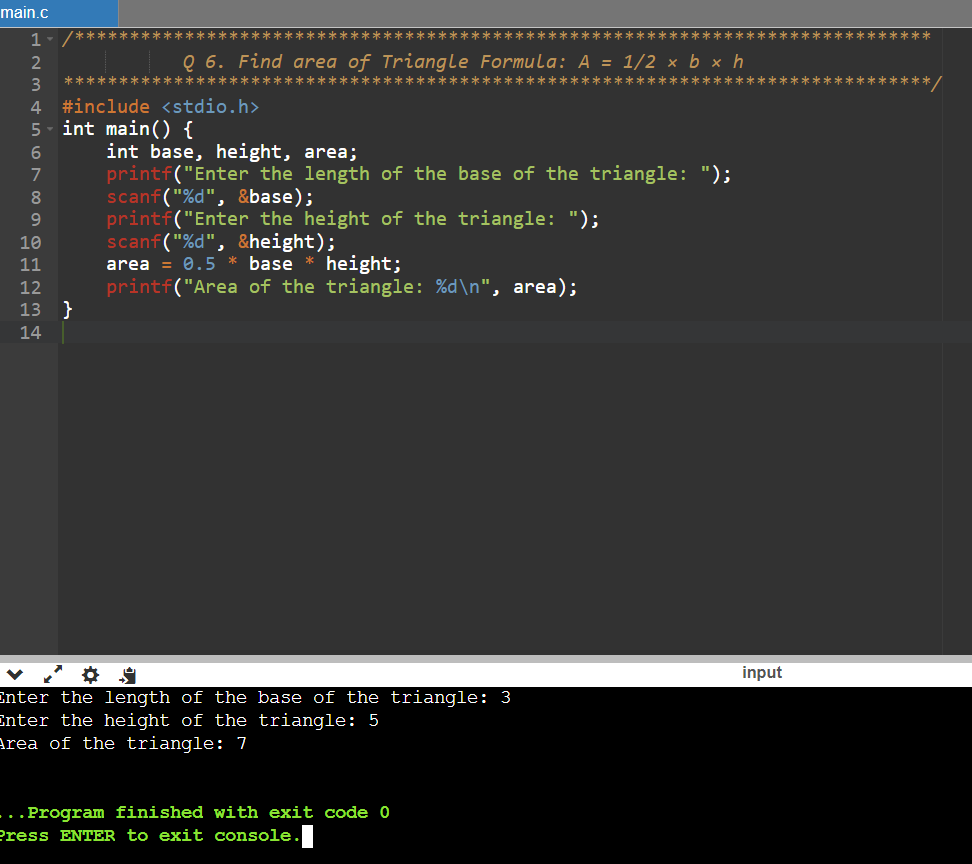 main.c
1 /******************************************************************************
2 Q 6. Find area of Triangle Formula: A = 1/2 × b × h
3 *******************************************************************************/
4 #include <stdio.h>
5 int main() {
6 int base, height, area;
7 printf("Enter the length of the base of the triangle: ");
8 scanf("%d", &base);
9 printf("Enter the height of the triangle: ");
10 scanf("%d", &height);
11 area = 0.5 * base * height;
12 printf("Area of the triangle: %d\n", area);
13 }
14
input
Enter the length of the base of the triangle: 3
Enter the height of the triangle: 5
Area of the triangle: 7
...Program finished with exit code 0
Press ENTER to exit console.